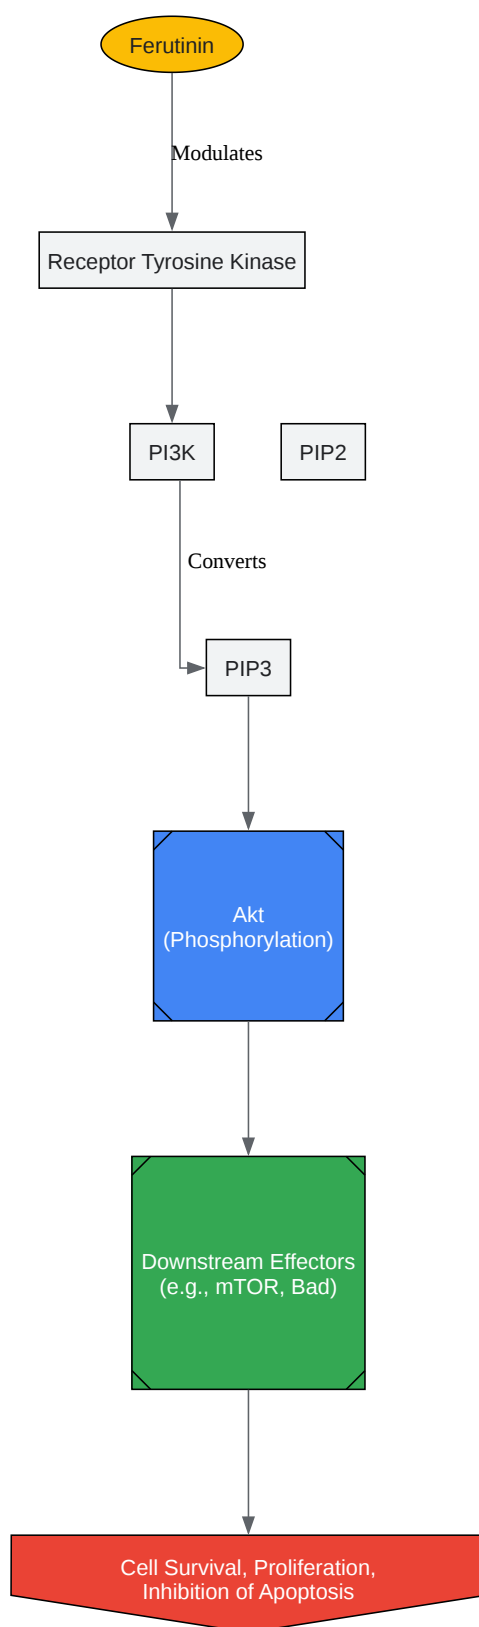 Ferutinin
Modulates
Receptor Tyrosine Kinase
PI3K
PIP2
Converts
PIP3
Akt
(Phosphorylation)
Downstream Effectors
(e.g., mTOR, Bad)
Cell Survival, Proliferation,
Inhibition of Apoptosis